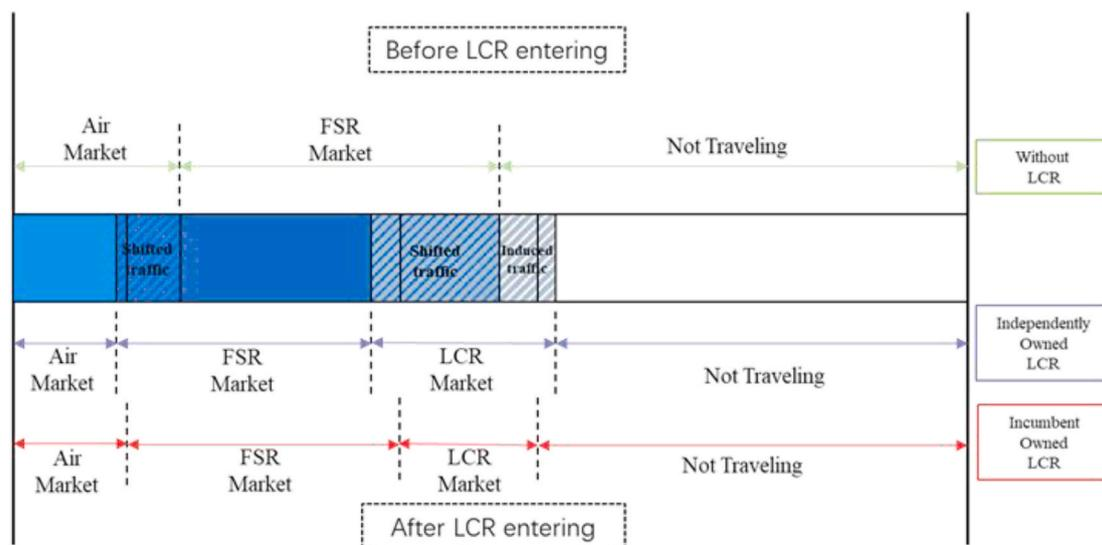 Before LCR entering
Air
Market
FSR
Market
Not Traveling
Without
LCR
Shifted
traffic
Shifted
traffic
Induced
traffic
Air
Market
FSR
Market
LCR
Market
Not Traveling
Independently
Owned
LCR
Air
Market
FSR
Market
LCR
Market
Not Traveling
Incumbent
Owned
LCR
After LCR entering